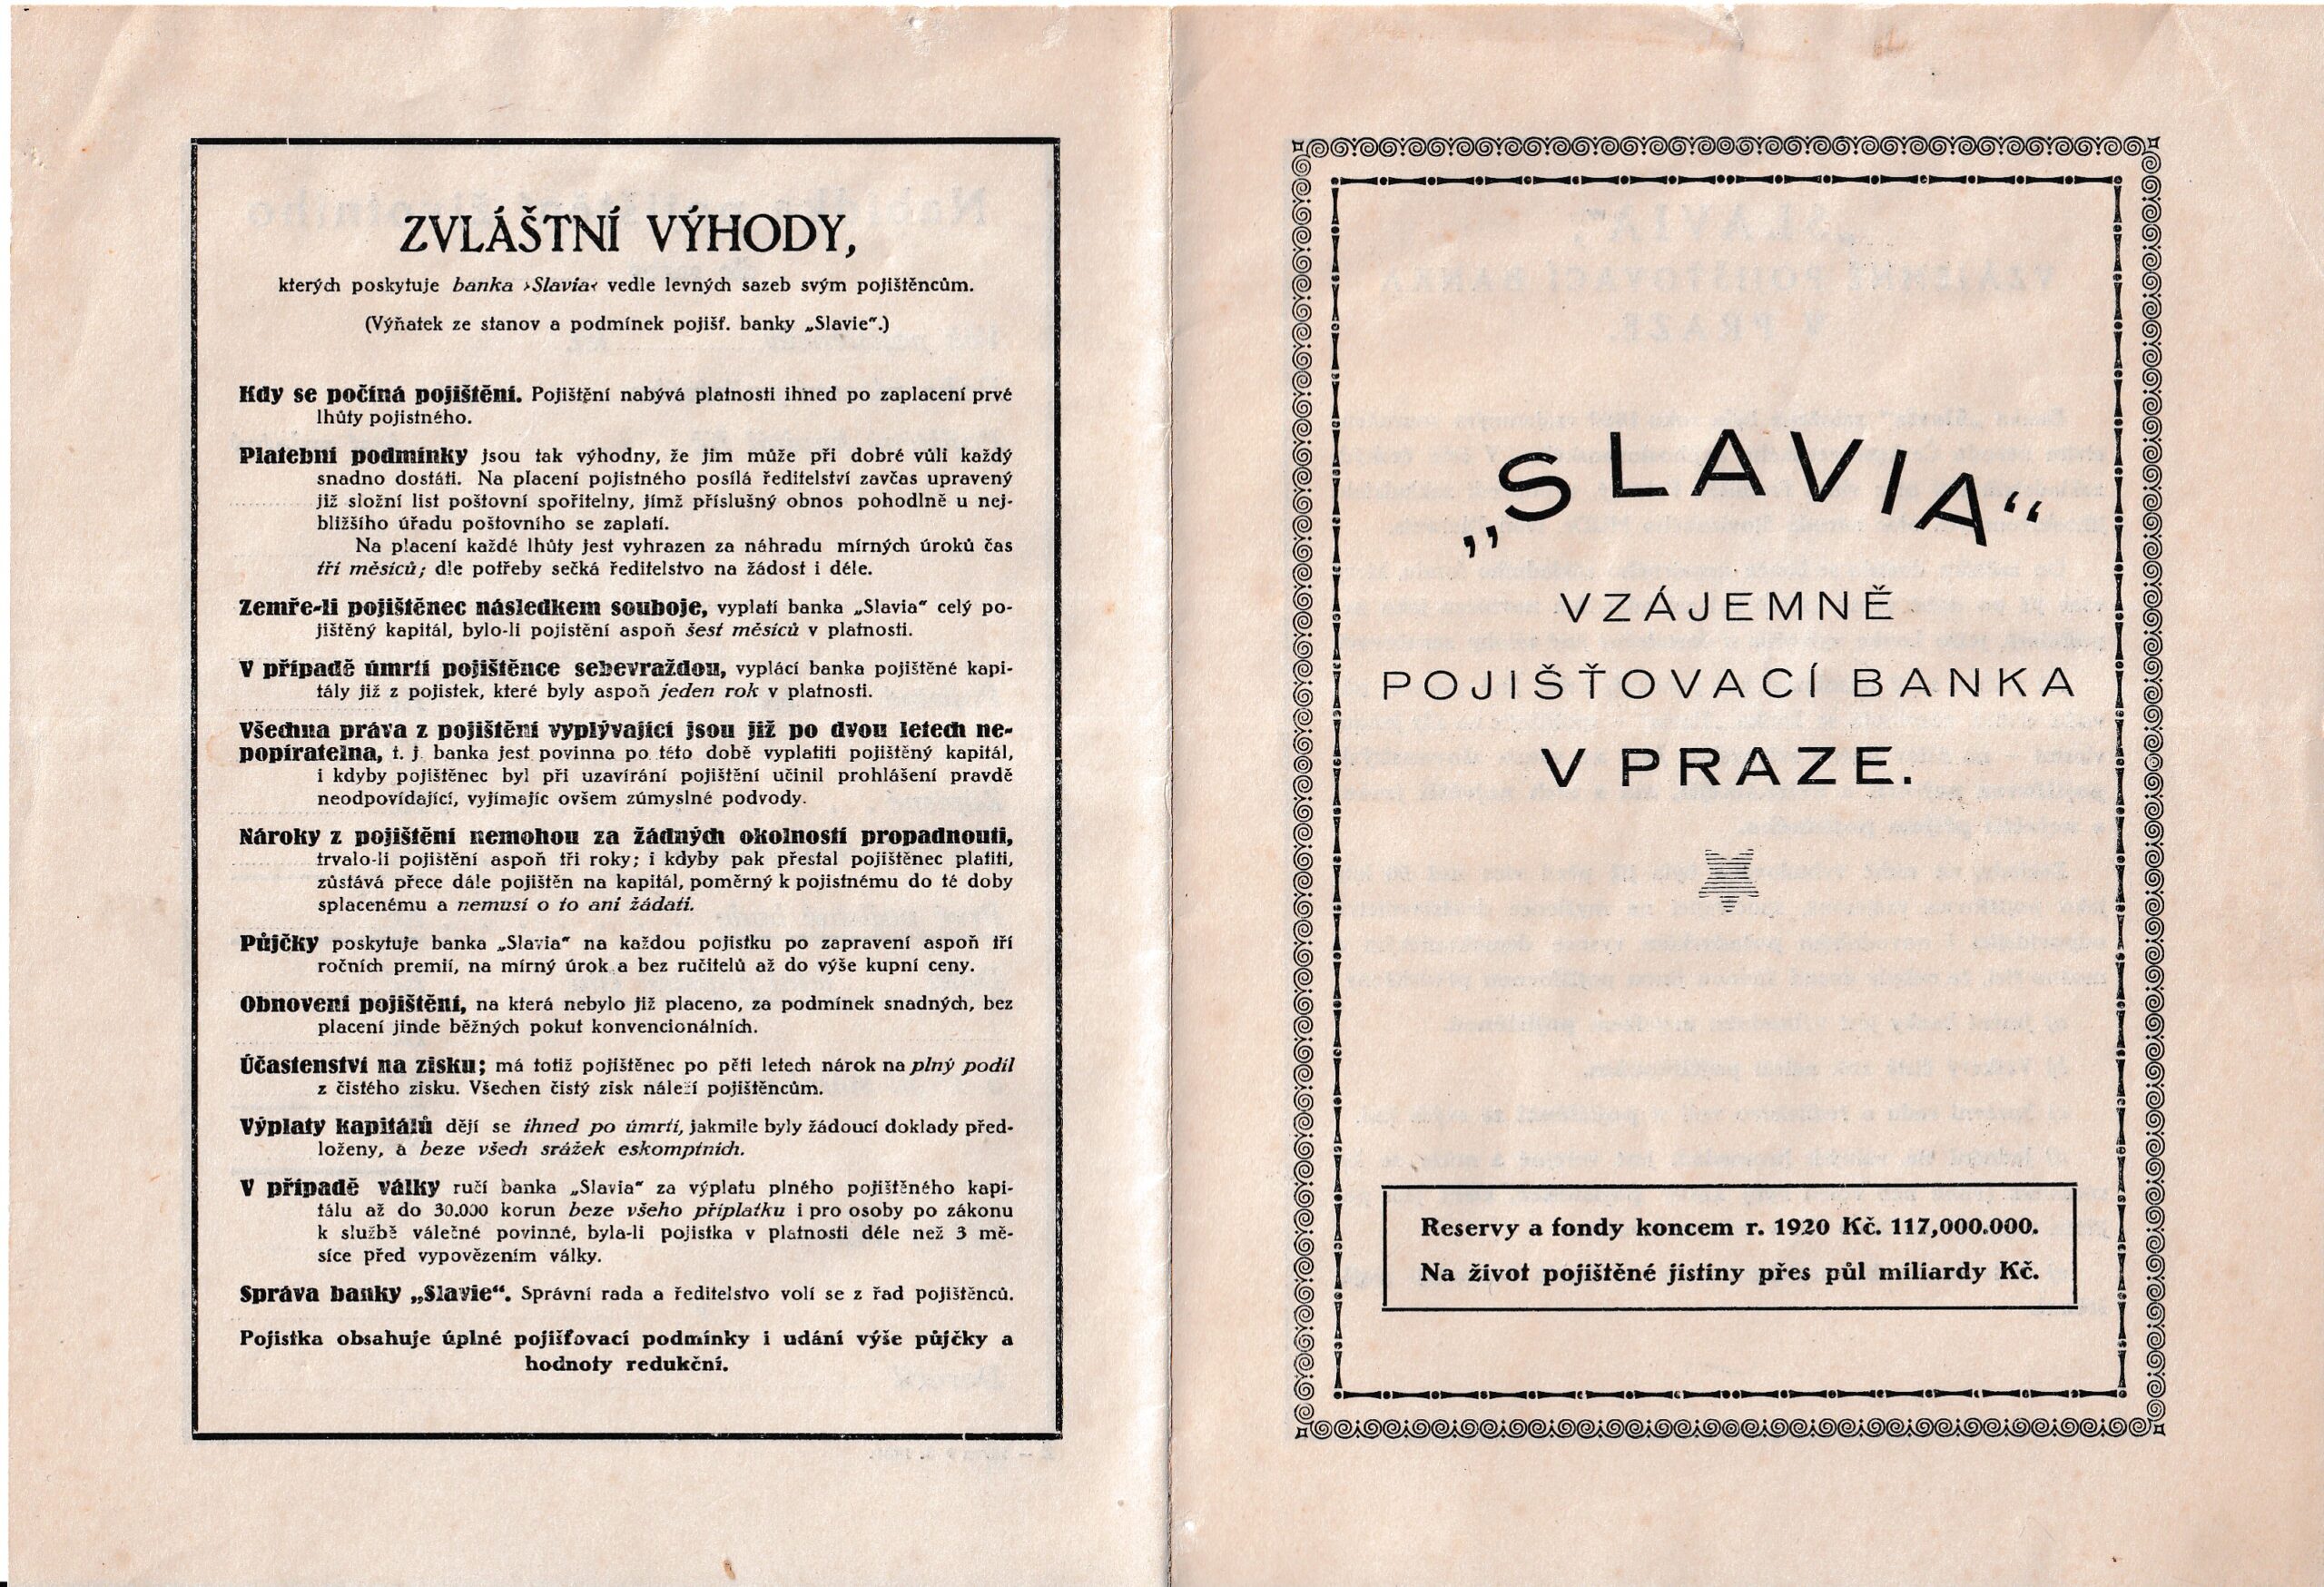 ZVLÁŠTNÍ VÝHODY,
kterých poskytuje banka ›Slavia‹ vedle levných sazeb svým pojištěncům.
(Výňatek ze stanov a podmínek pojišť. banky „Slavie".)
Kdy se počíná pojištění. Pojištění nabývá platnosti ihned po zaplacení prvé
lhůty pojistného.
Platební podmínky jsou tak výhodny, že jim může při dobré vůli každý
snadno dostáti. Na placení pojistného posílá ředitelství zavčas upravený
již složní list poštovní spořitelny, jímž příslušný obnos pohodlně u nej-
bližšího úřadu poštovního se zaplatí.
Na placení každé lhůty jest vyhrazen za náhradu mírných úroků čas
tří měsíců; dle potřeby sečká ředitelstvo na žádost i déle.
Zemře-li pojištěnec následkem souboje, vyplatí banka „Slavia" celý po-
jištěný kapitál, bylo-li pojistění aspoň šest měsíců v platnosti.
V případě úmrtí pojištěnce sebevraždou, vyplácí banka pojištěné kapi-
tály již z pojistek, které byly aspoň jeden rok v platnosti.
Všechna práva z pojištění vyplývající jsou již po dvou letech ne-
popíratelna, t. j. banka jest povinna po této době vyplatiti pojištěný kapitál,
i kdyby pojištěnec byl při uzavírání pojištění učinil prohlášení pravdě
neodpovídající, vyjímajíc ovšem zúmyslné podvody.
Nároky z pojištění nemohou za žádných okolností propadnouti,
trvalo-li pojištění aspoň tři roky; i kdyby pak přestal pojištěnec platiti,
zůstává přece dále pojištěn na kapitál, poměrný k pojistnému do té doby
splacenému a nemusí o to ani žádati.
Půjčky poskytuje banka „Slavia" na každou pojistku po zapravení aspoň tří
ročních premií, na mírný úrok a bez ručitelů až do výše kupní ceny.
Obnovení pojištění, na která nebylo již placeno, za podmínek snadných, bez
placení jinde běžných pokut konvencionálních.
Účastenství na zisku; má totiž pojištěnec po pěti letech nárok na plný podíl
z čistého zisku. Všechen čistý zisk náleží pojištěncům.
Výplaty kapitálů dějí se ihned po úmrtí, jakmile byly žádoucí doklady před-
loženy, a beze všech srážek eskomptních.
V případě války ručí banka „Slavia" za výplatu plného pojištěného kapi-
tálu až do 30.000 korun beze všeho příplatku i pro osoby po zákonu
k službě válečné povinné, byla-li pojistka v platnosti déle než 3 mě-
síce před vypovězením války.
Správa banky „Slavie“. Správní rada a ředitelstvo volí se z řad pojištěnců.
Pojistka obsahuje úplné pojišťovací podmínky i udání výše půjčky a
hodnoty redukční.
„SLAVIA“
VZÁJEMNĚ
POJIŠŤOVACÍ BANKA
V PRAZE.
Reservy a fondy koncem r. 1920 Kč. 117,000.000.
Na život pojištěné jistiny přes půl miliardy Kč.